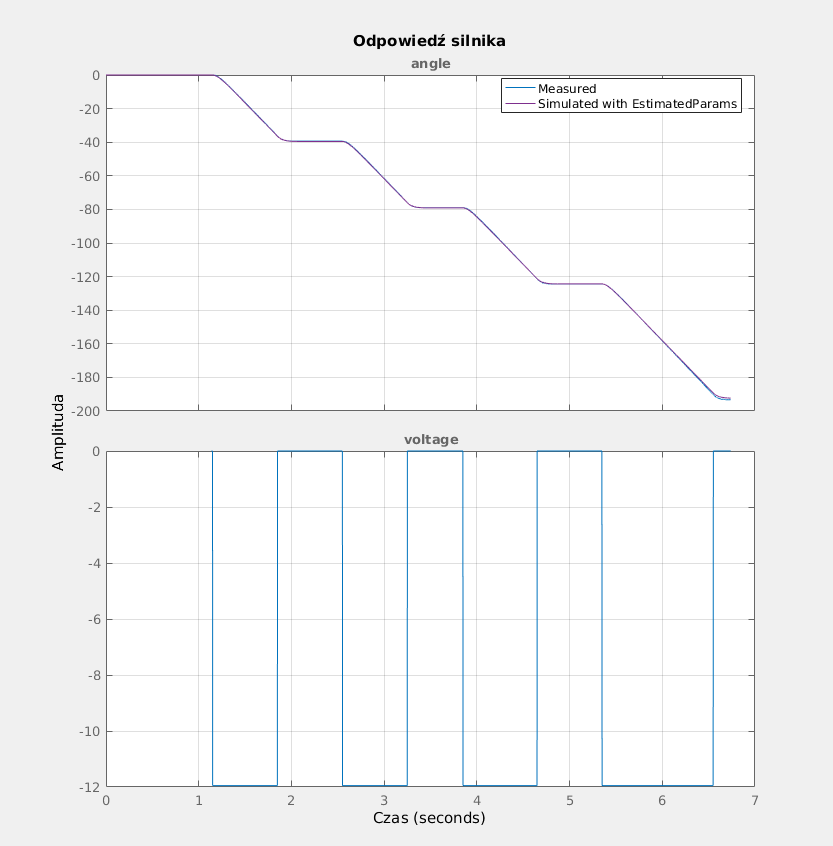 Odpowiedź silnika
angle
Measured
Simulated with EstimatedParams
0
-20
-40
-60
-80
-100
-120
-140
-160
-180
-200
Amplituda
voltage
0
-2
-4
-6
-8
-10
-12
0 1 2 3 4 5 6 7
Czas (seconds)